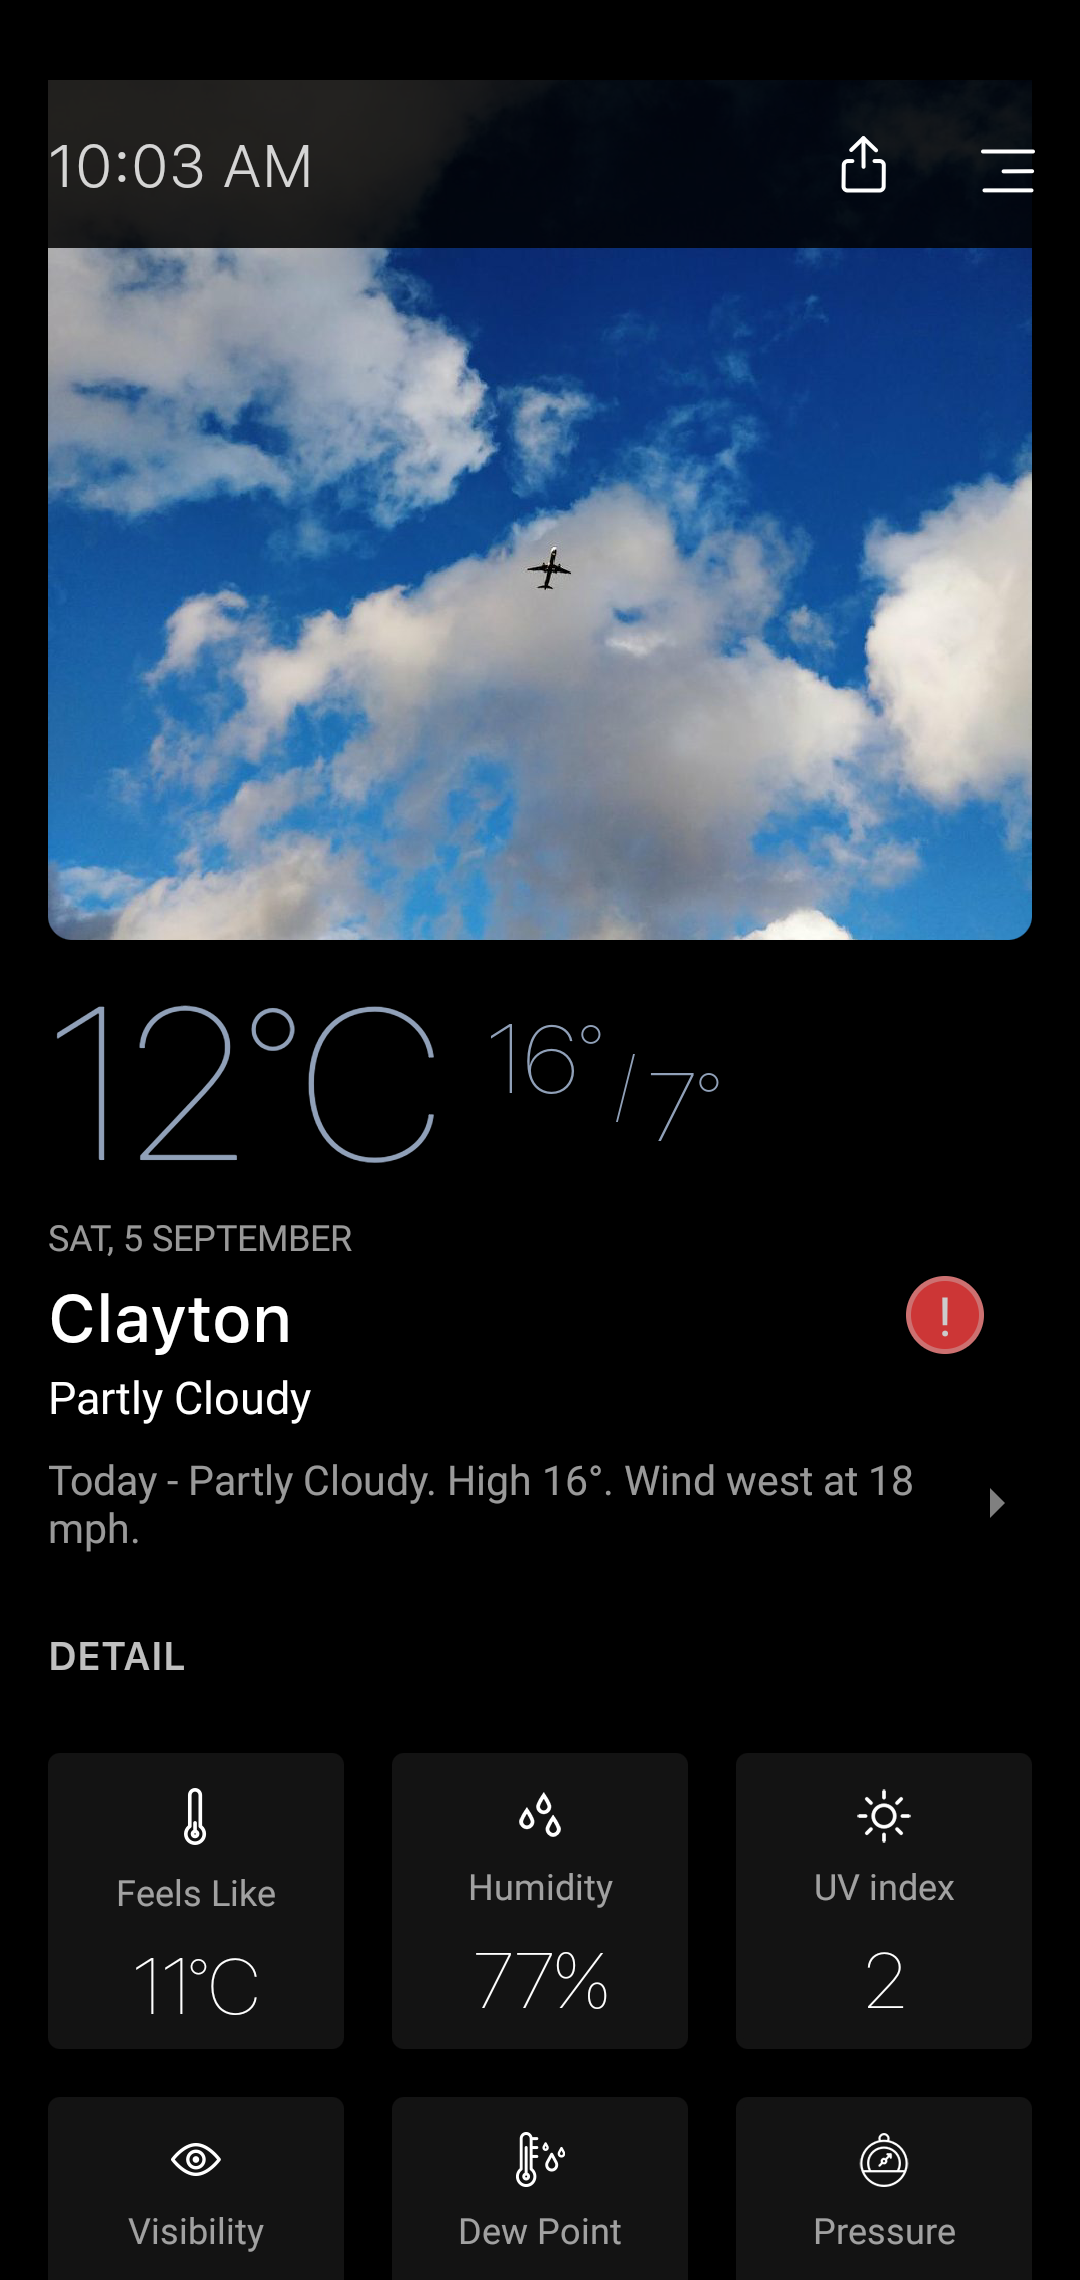 10:03 AM
12°C 16° / 7°
SAT, 5 SEPTEMBER
Clayton
!
Partly Cloudy
Today - Partly Cloudy. High 16°. Wind west at 18
mph.
DETAIL
Feels Like
11°C
Humidity
77%
UV index
2
Visibility
Dew Point
Pressure